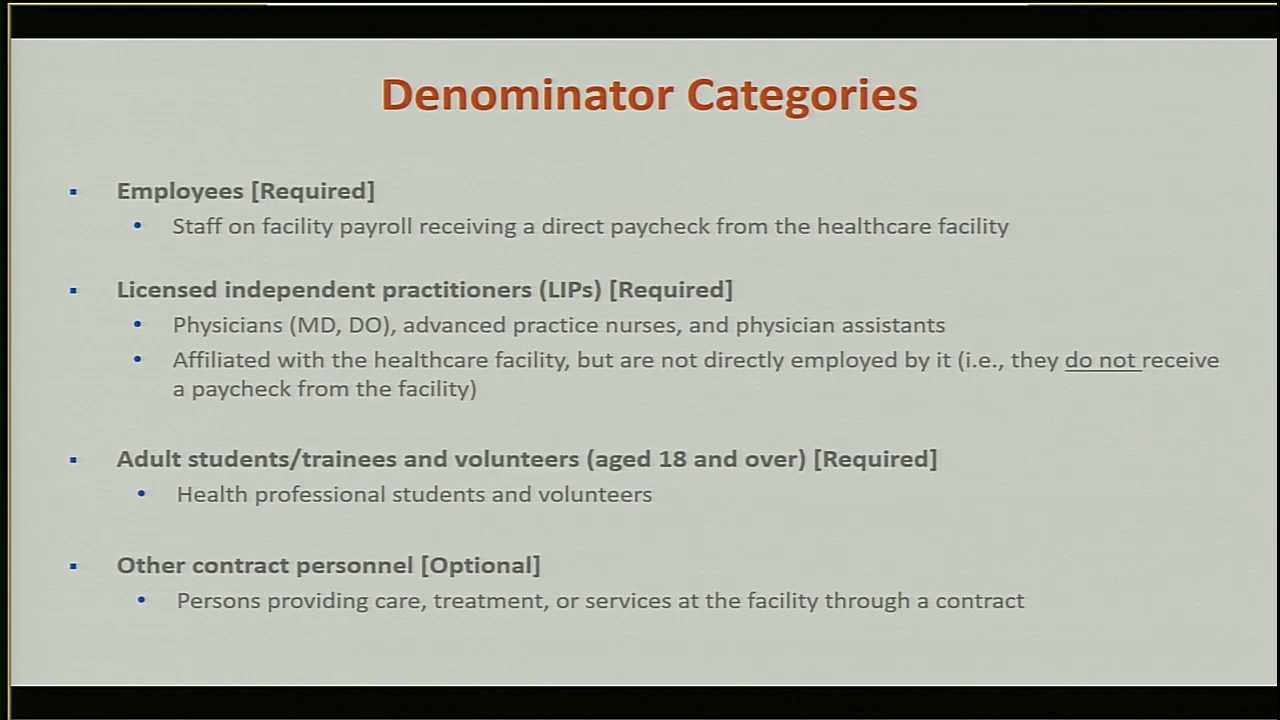 Denominator Categories
▪ Employees [Required]
• Staff on facility payroll receiving a direct paycheck from the healthcare facility
▪ Licensed independent practitioners (LIPs) [Required]
• Physicians (MD, DO), advanced practice nurses, and physician assistants
• Affiliated with the healthcare facility, but are not directly employed by it (i.e., they do not receive
a paycheck from the facility)
▪ Adult students/trainees and volunteers (aged 18 and over) [Required]
• Health professional students and volunteers
▪ Other contract personnel [Optional]
• Persons providing care, treatment, or services at the facility through a contract